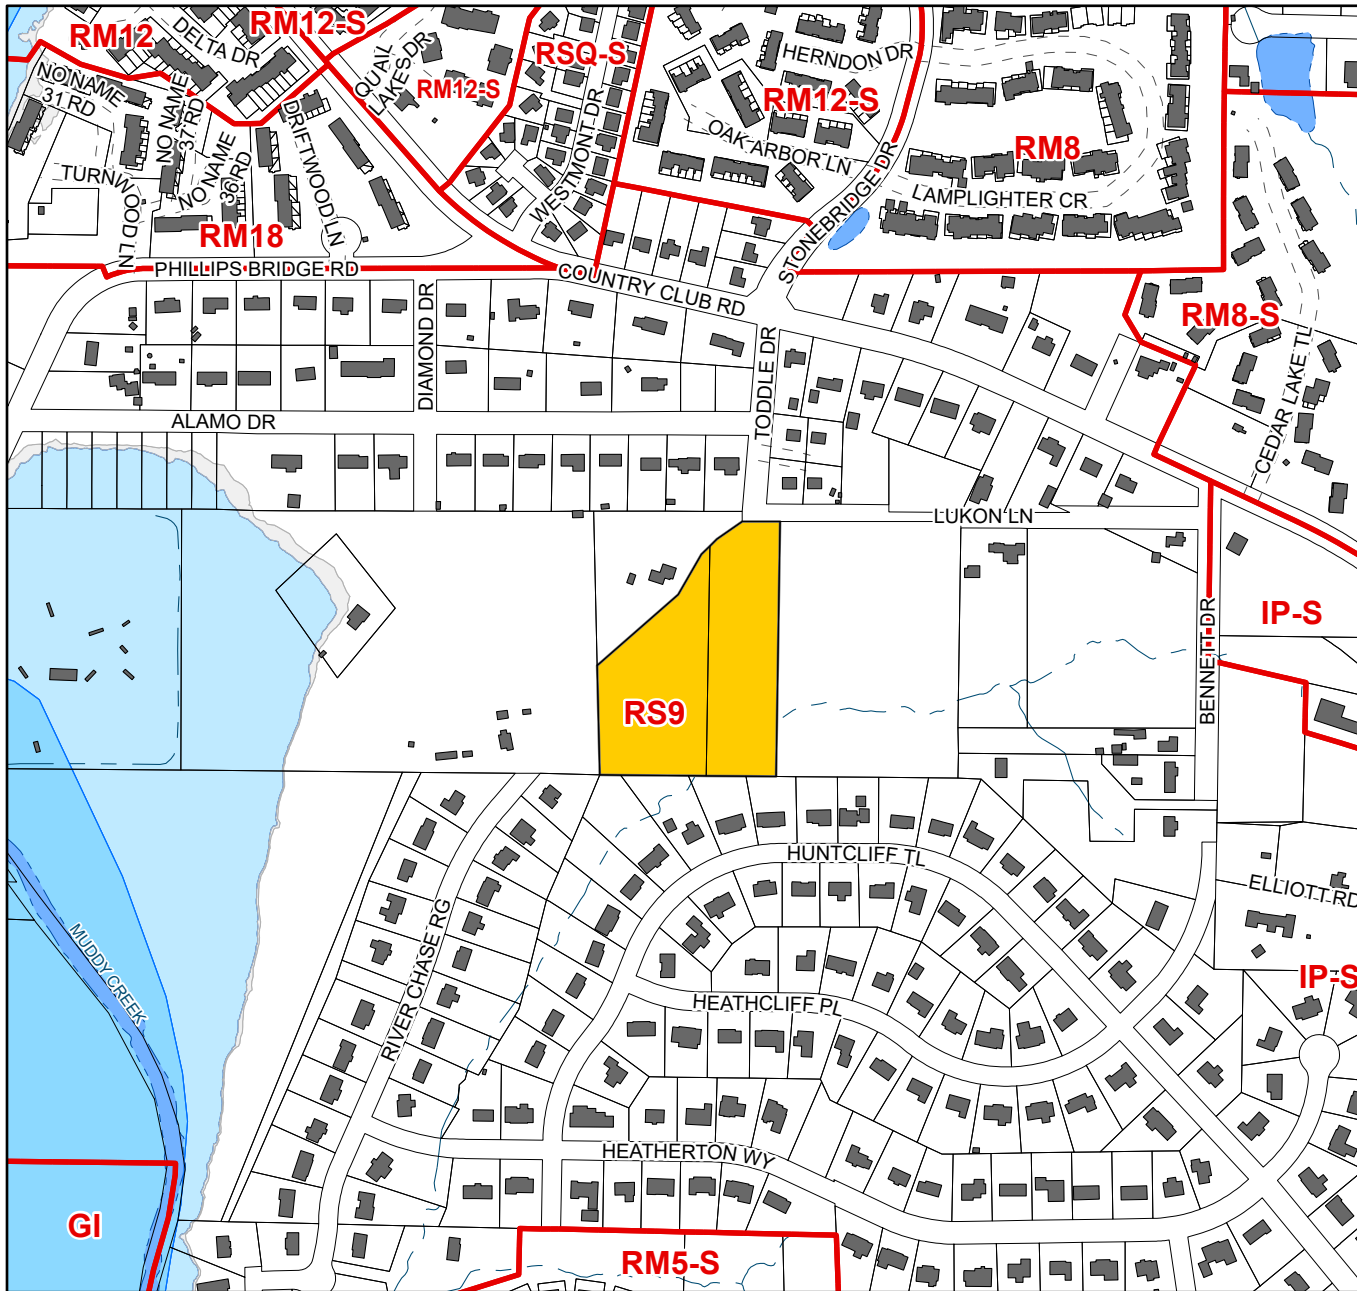 RM12
RM12-S
DELTA DR
QUAIL
LAKES DR
RM12-S
RSQ-S
WESTMONT DR
HERNDON DR
RM12-S
OAK ARBOR LN
STONEBRIDGE DR
RM8
LAMPLIGHTER CR
NO NAME
31 RD
NO NAME
37 RD
NO NAME
36 RD
DRIFTWOOD LN
TURNWOOD LN
RM18
PHILLIPS BRIDGE RD
COUNTRY CLUB RD
RM8-S
CEDAR LAKE TL
DIAMOND DR
TODDLE DR
ALAMO DR
LUKON LN
BENNETT DR
IP-S
RS9
HUNTCLIFF TL
ELLIOTT RD
RIVER CHASE RG
MUDDY CREEK
HEATHCLIFF PL
IP-S
HEATHERTON WY
GI
RM5-S